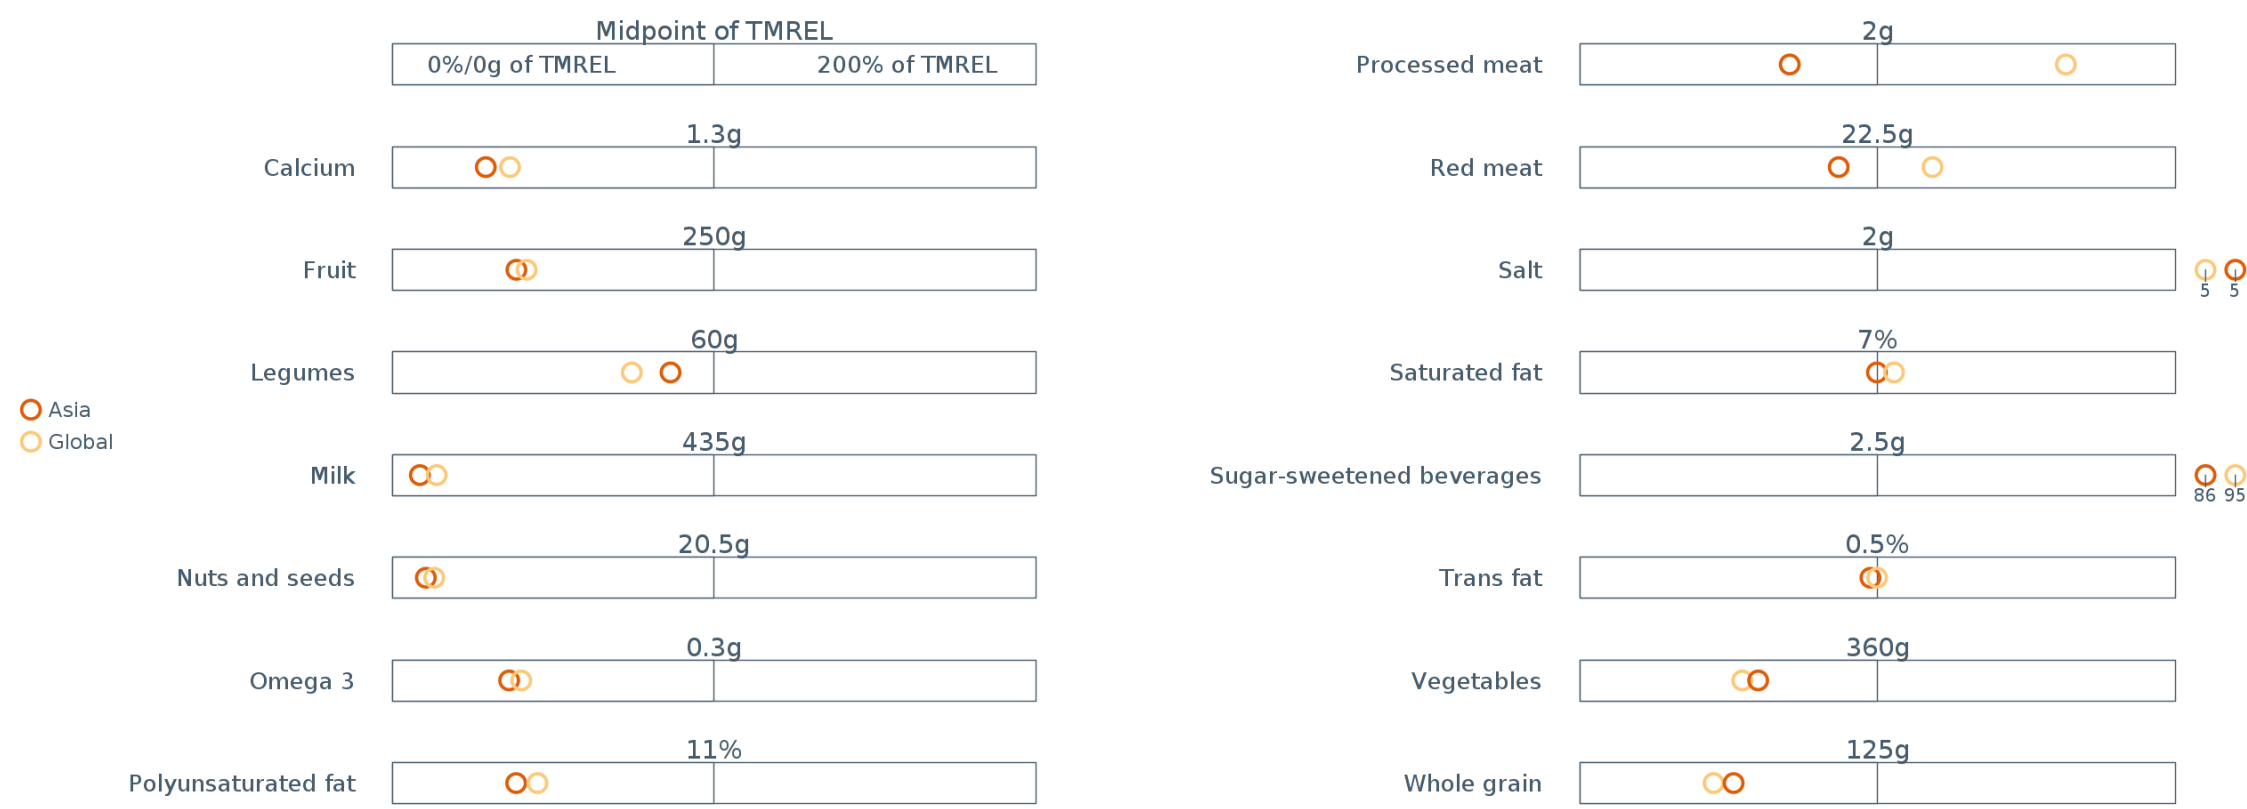 Midpoint of TMREL
0%/0g of TMREL
200% of TMREL
1.3g
Calcium
250g
Fruit
60g
Legumes
435g
Milk
20.5g
Nuts and seeds
0.3g
Omega 3
11%
Polyunsaturated fat
Asia
Global
2g
Processed meat
22.5g
Red meat
2g
Salt
5 5
7%
Saturated fat
2.5g
Sugar-sweetened beverages
86 95
0.5%
Trans fat
360g
Vegetables
125g
Whole grain